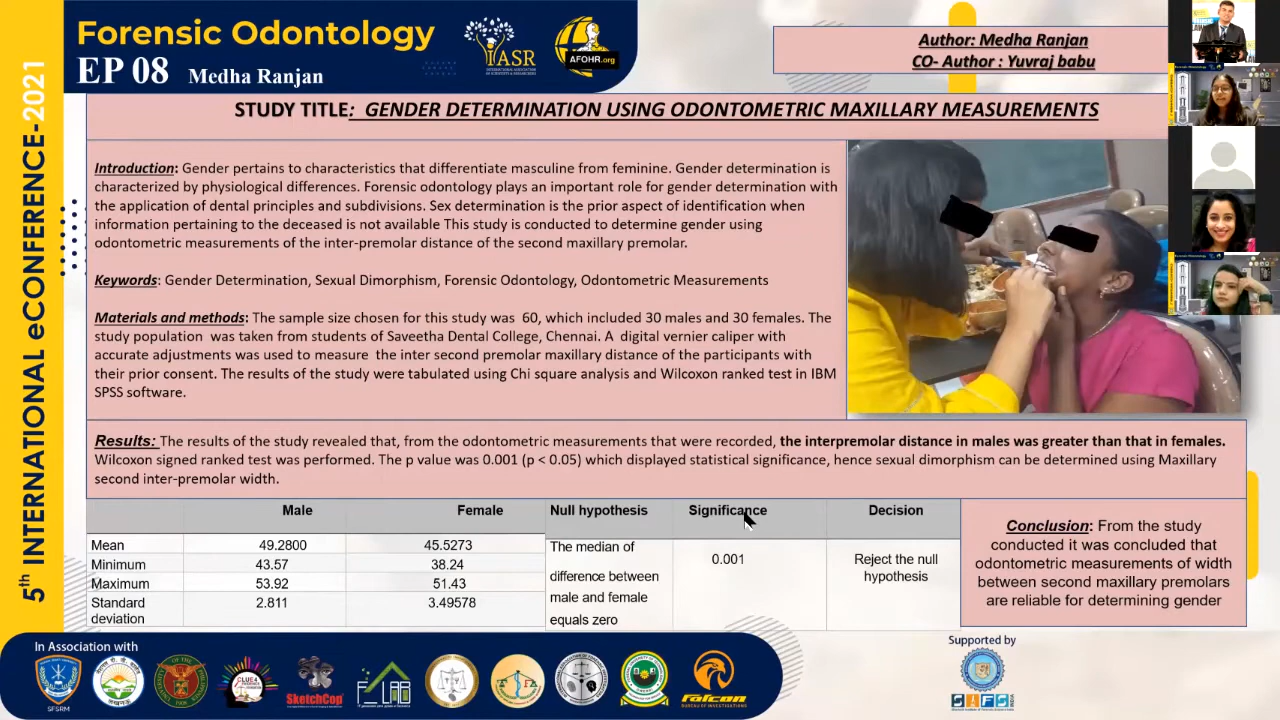 Forensic Odontology
EP 08 Medha Ranjan
IASR
AFOHR.org
Author: Medha Ranjan
CO- Author : Yuvraj babu
5th INTERNATIONAL eCONFERENCE-2021
STUDY TITLE: GENDER DETERMINATION USING ODONTOMETRIC MAXILLARY MEASUREMENTS
Introduction: Gender pertains to characteristics that differentiate masculine from feminine. Gender determination is
characterized by physiological differences. Forensic odontology plays an important role for gender determination with
the application of dental principles and subdivisions. Sex determination is the prior aspect of identification when
information pertaining to the deceased is not available This study is conducted to determine gender using
odontometric measurements of the inter-premolar distance of the second maxillary premolar.
Keywords: Gender Determination, Sexual Dimorphism, Forensic Odontology, Odontometric Measurements
Materials and methods: The sample size chosen for this study was 60, which included 30 males and 30 females. The
study population was taken from students of Saveetha Dental College, Chennai. A digital vernier caliper with
accurate adjustments was used to measure the inter second premolar maxillary distance of the participants with
their prior consent. The results of the study were tabulated using Chi square analysis and Wilcoxon ranked test in IBM
SPSS software.
Results: The results of the study revealed that, from the odontometric measurements that were recorded, the interpremolar distance in males was greater than that in females.
Wilcoxon signed ranked test was performed. The p value was 0.001 (p < 0.05) which displayed statistical significance, hence sexual dimorphism can be determined using Maxillary
second inter-premolar width.
Male Female
Mean 49.2800 45.5273
Minimum 43.57 38.24
Maximum 53.92 51.43
Standard 2.811 3.49578
deviation
Null hypothesis Significance Decision
The median of
difference between
male and female
equals zero
0.001
Reject the null
hypothesis
Conclusion: From the study
conducted it was concluded that
odontometric measurements of width
between second maxillary premolars
are reliable for determining gender
In Association with
SFSRM
CLUE4
SketchCop
F LAB
FALCON
BUREAU OF INVESTIGATIONS
Supported by
SIFS